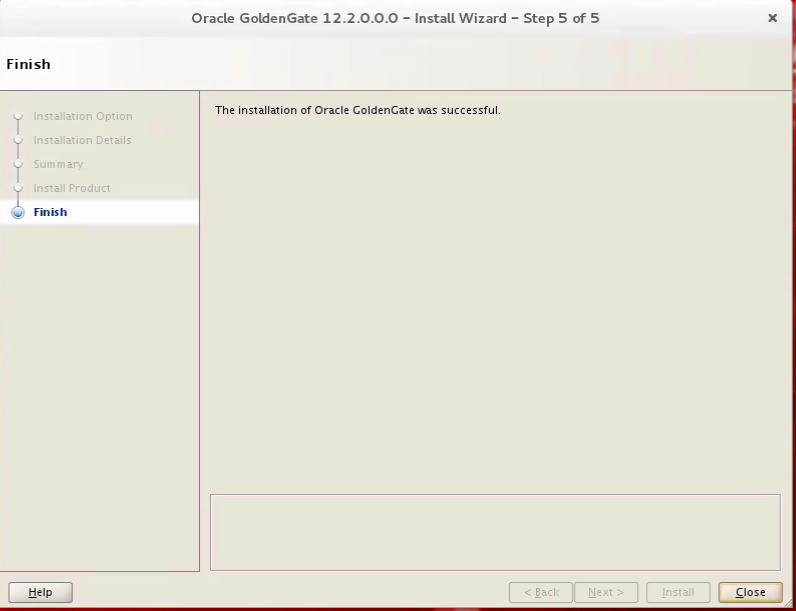 Oracle GoldenGate 12.2.0.0.0 – Install Wizard – Step 5 of 5
Finish
Installation Option
Installation Details
Summary
Install Product
Finish
The installation of Oracle GoldenGate was successful.
Help
< Back
Next >
Install
Close